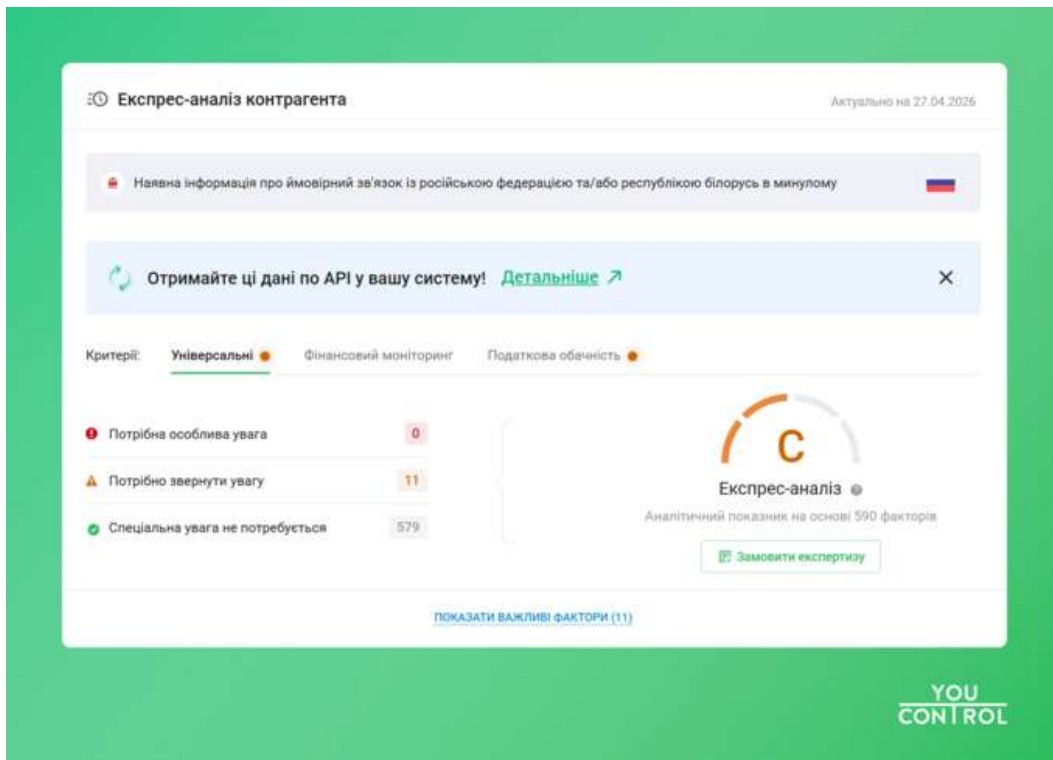 Експрес-аналіз контрагента
Актуально на 27.04.2026
Наявна інформація про ймовірний зв'язок із російською федерацією та/або республікою білорусь в минулому
Отримайте ці дані по АРІ у вашу систему! Детальніше
Критерії: Універсальні Фінансовий моніторинг Податкова обачність
Потрібна особлива увага 0
Потрібно звернути увагу 11
Спеціальна увага не потребується 579
C
Експрес-аналіз
Аналітичний показник на основі 590 факторів
Замовити експертизу
ПОКАЗАТИ ВАЖЛИВІ ФАКТОРИ (11)
YOU
CONTROL